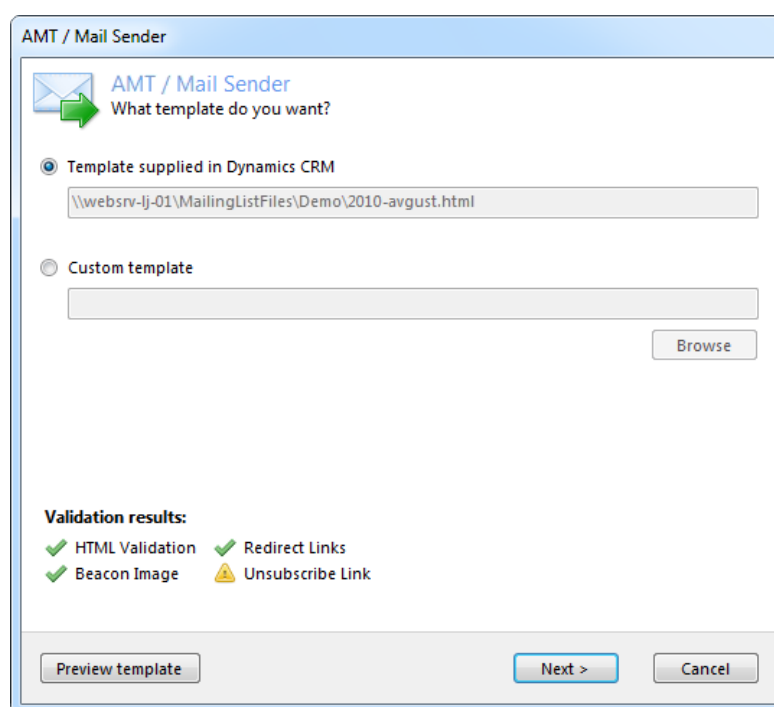 AMT / Mail Sender
AMT / Mail Sender
What template do you want?
Template supplied in Dynamics CRM
\\websrv-lj-01\MailingListFiles\Demo\2010-avgust.html
Custom template
Browse
Validation results:
HTML Validation Redirect Links
Beacon Image Unsubscribe Link
Preview template Next > Cancel